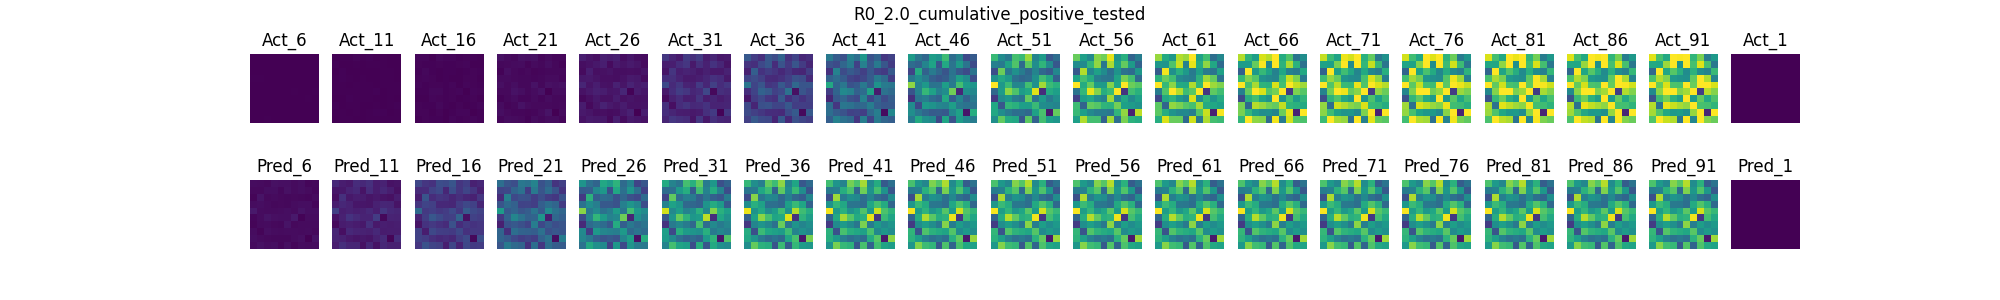 R0_2.0_cumulative_positive_tested
Act_6 Act_11 Act_16 Act_21 Act_26 Act_31 Act_36 Act_41 Act_46 Act_51 Act_56 Act_61 Act_66 Act_71 Act_76 Act_81 Act_86 Act_91 Act_1
Pred_6 Pred_11 Pred_16 Pred_21 Pred_26 Pred_31 Pred_36 Pred_41 Pred_46 Pred_51 Pred_56 Pred_61 Pred_66 Pred_71 Pred_76 Pred_81 Pred_86 Pred_91 Pred_1